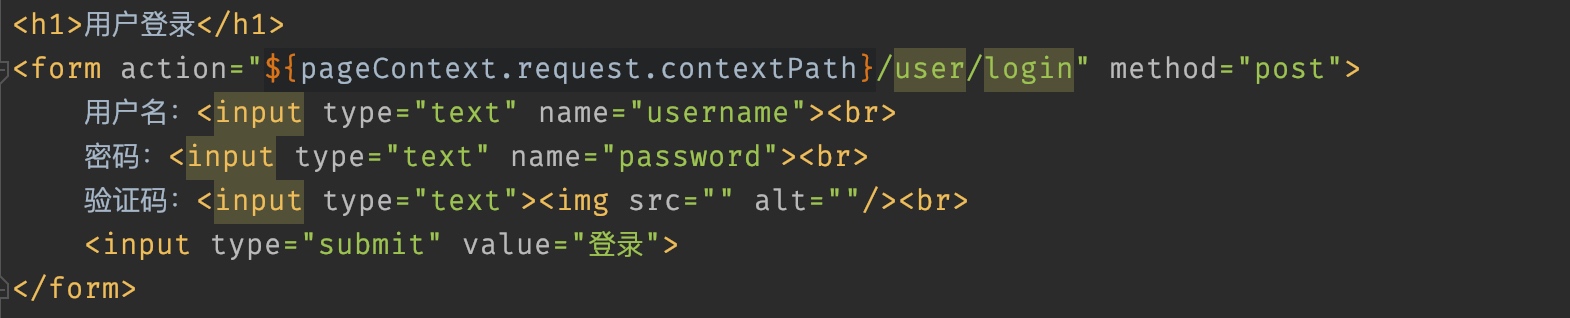 <h1>用户登录</h1>
<form action="${pageContext.request.contextPath}/user/login" method="post">
用户名：<input type="text" name="username"><br>
密码：<input type="text" name="password"><br>
验证码：<input type="text"><img src="" alt=""/><br>
<input type="submit" value="登录">
</form>